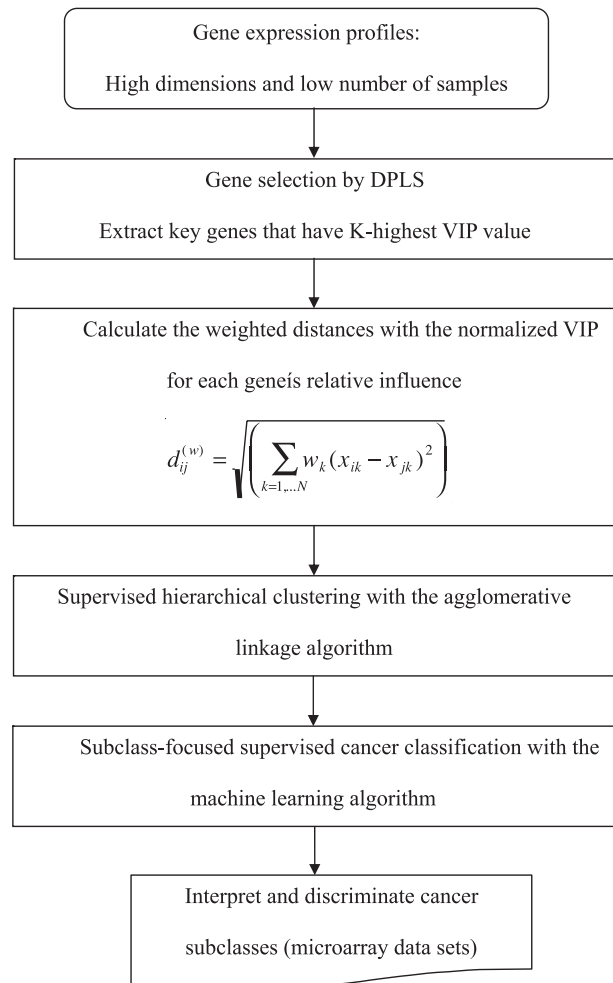 Gene expression profiles:
High dimensions and low number of samples
Gene selection by DPLS
Extract key genes that have K-highest VIP value
Calculate the weighted distances with the normalized VIP
for each geneís relative influence
d_{ij}^{(w)} = \sqrt{\left( \sum_{k=1,...N} w_k (x_{ik} - x_{jk})^2 \right)}
Supervised hierarchical clustering with the agglomerative
linkage algorithm
Subclass-focused supervised cancer classification with the
machine learning algorithm
Interpret and discriminate cancer
subclasses (microarray data sets)